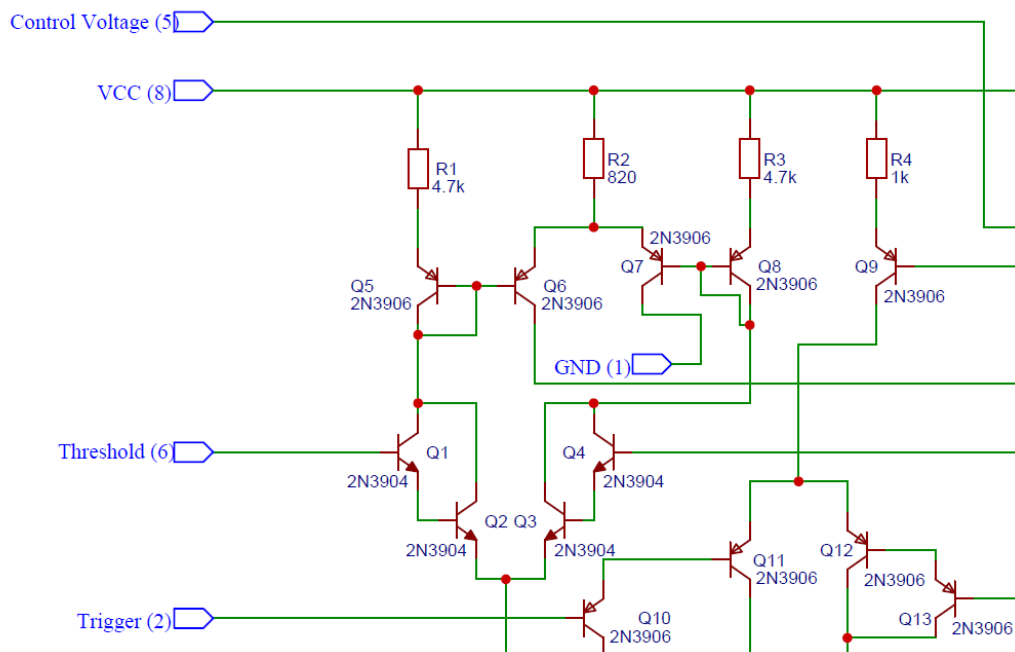 Control Voltage (5)
VCC (8)
R1
4.7k
R2
820
R3
4.7k
R4
1k
2N3906
Q5
2N3906
Q6
2N3906
Q7
Q8
2N3906
Q9
2N3906
GND (1)
Threshold (6)
Q1
2N3904
Q4
2N3904
Q2
2N3904
Q3
2N3904
Q11
2N3906
Q12
2N3906
Trigger (2)
Q10
2N3906
Q13
2N3906